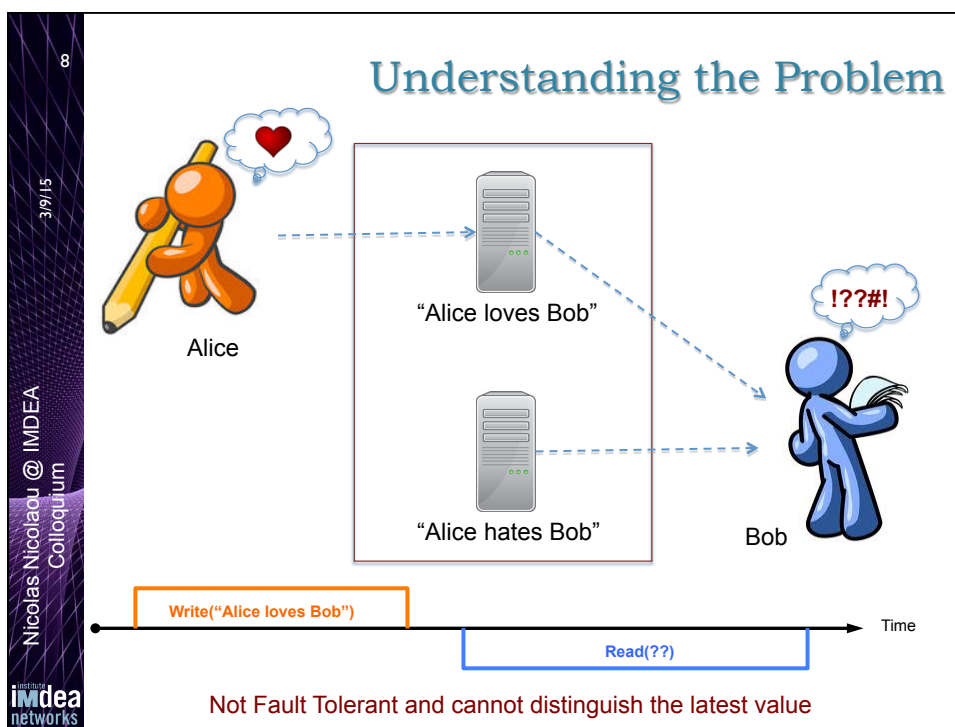 8
Understanding the Problem
3/9/15
!??#!
“Alice loves Bob”
Alice
“Alice hates Bob”
Bob
Nicolas Nicolaou @ IMDEA
Colloquium
Write(“Alice loves Bob”)
Time
Read(??)
institute
iMdea
networks
Not Fault Tolerant and cannot distinguish the latest value